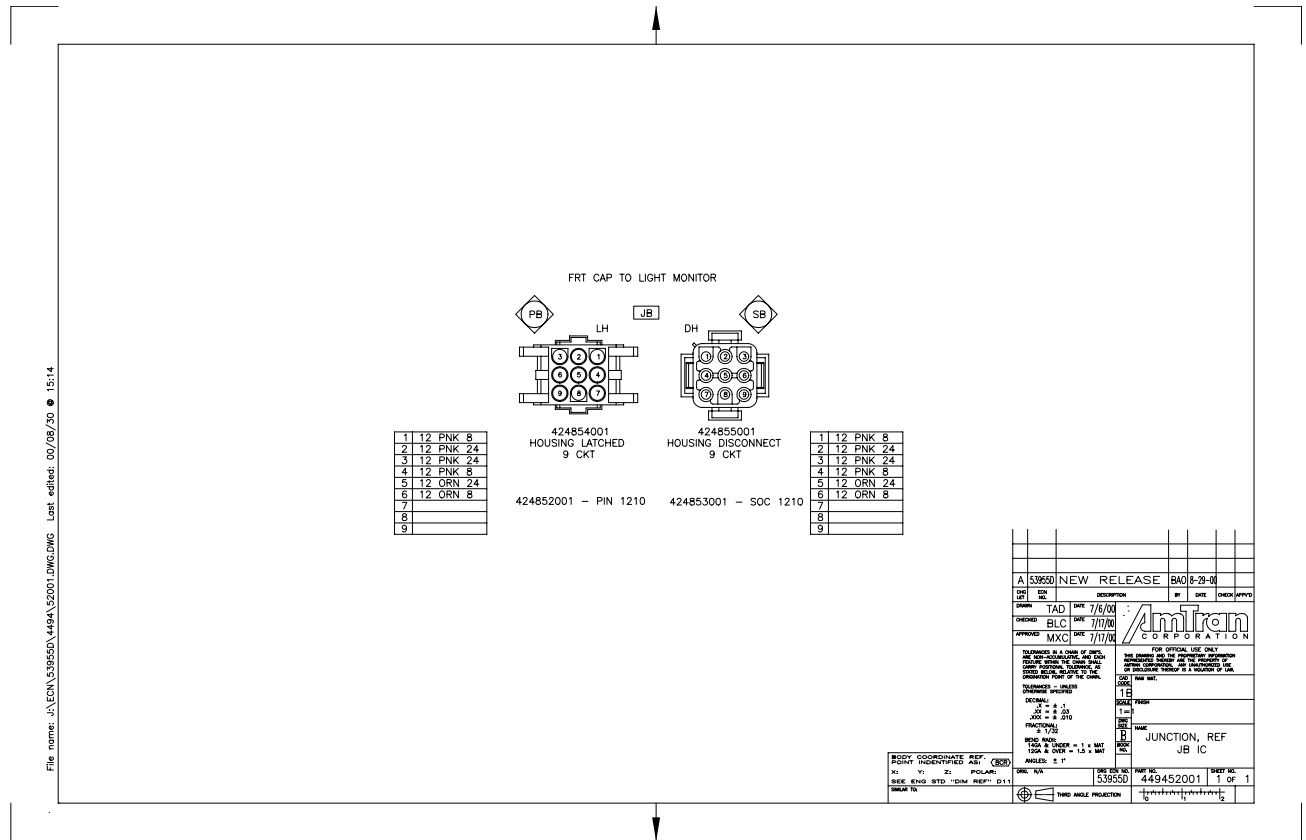 FRT CAP TO LIGHT MONITOR
PB
JB
SB
LH
DH
3 2 1
6 5 4
9 8 7
1 2 3
4 5 6
7 8 9
424854001
HOUSING LATCHED
9 CKT
424855001
HOUSING DISCONNECT
9 CKT
1 12 PNK 8
2 12 PNK 24
3 12 PNK 24
4 12 PNK 8
5 12 ORN 24
6 12 ORN 8
7
8
9
424852001 - PIN 1210
424853001 - SOC 1210
1 12 PNK 8
2 12 PNK 24
3 12 PNK 24
4 12 PNK 8
5 12 ORN 24
6 12 ORN 8
7
8
9
File name: J:\ECN\53955D\4494\52001.DWG.DWG Last edited: 00/08/30 @ 15:14
A 53955D NEW RELEASE BAO 8-29-00
CHG LET ECN NO. DESCRIPTION BY DATE CHECK APPV'D
DRAWN TAD DATE 7/6/00
CHECKED BLC DATE 7/17/00
APPROVED MXC DATE 7/17/00
AmTran
CORPORATION
TOLERANCES IN A CHAIN OF DIM'S.
ARE NON-ACCUMULATIVE, AND EACH
FEATURE WITHIN THE CHAIN SHALL
CARRY POSITIONAL TOLERANCE, AS
STATED BELOW, RELATIVE TO THE
ORIGINATION POINT OF THE CHAIN.
TOLERANCES - UNLESS
OTHERWISE SPECIFIED
DECIMAL:
.X = ± .1
.XX = ± .03
.XXX = ± .010
FRACTIONAL:
± 1/32
BEND RADII:
14GA & UNDER = 1 x MAT
12GA & OVER = 1.5 x MAT
ANGLES: ± 1°
FOR OFFICIAL USE ONLY
THIS DRAWING AND THE PROPRIETARY INFORMATION
REPRESENTED THEREBY ARE THE PROPERTY OF
AMTRAN CORPORATION. ANY UNAUTHORIZED USE
OR DISCLOSURE THEREOF IS A VIOLATION OF LAW.
CAD CODE
1B
RAW MAT.
SCALE
1=1
FINISH
DWG SIZE
B
BOOK NO.
NAME
JUNCTION, REF
JB IC
BODY COORDINATE REF.
POINT INDENTIFIED AS: BCR
X: Y: Z: POLAR:
SEE ENG STD "DIM REF" D11
SIMILAR TO:
ORIG. N/A
ORG ECN NO.
53955D
PART NO.
449452001
SHEET NO.
1 OF 1
THIRD ANGLE PROJECTION
0 1 2